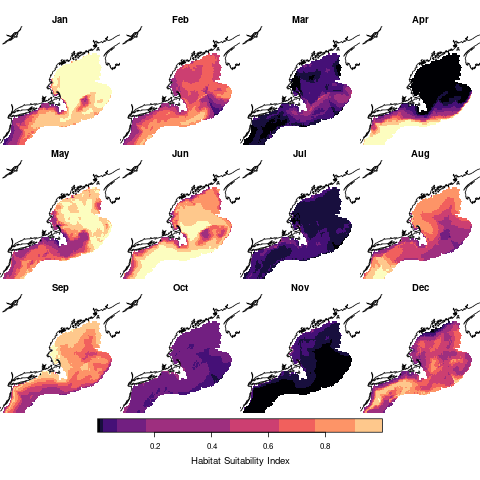 Jan Feb Mar Apr
May Jun Jul Aug
Sep Oct Nov Dec
0.2 0.4 0.6 0.8
Habitat Suitability Index